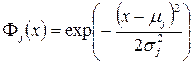 Φⱼ(x) = exp(−(x − μⱼ)² / 2σⱼ²)